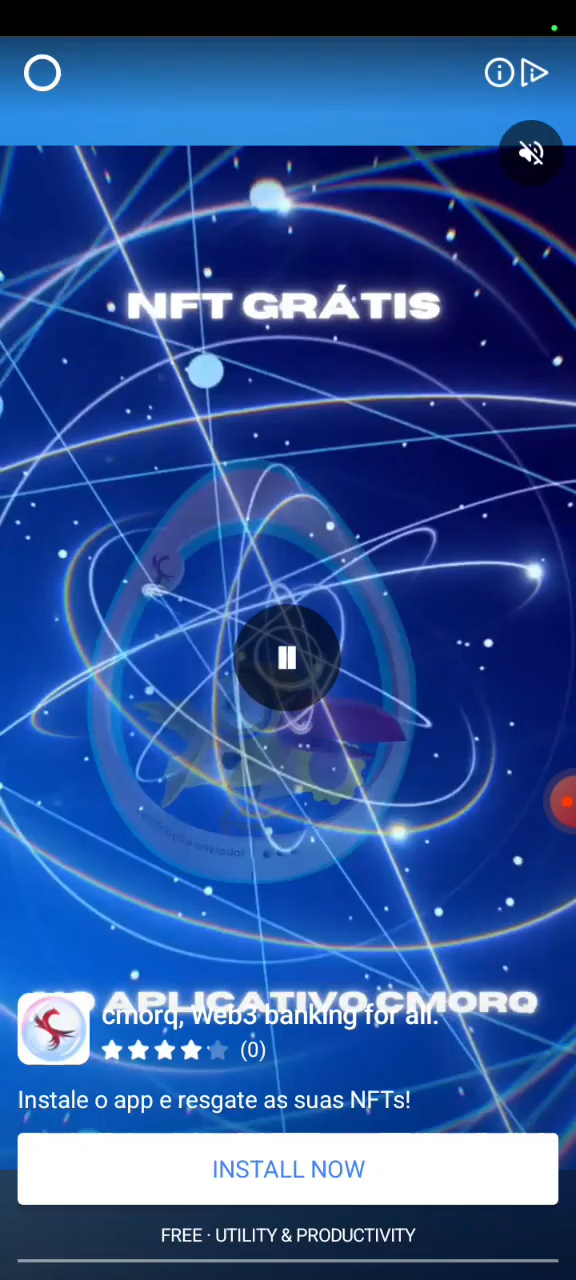 NFT GRÁTIS
APLICATIVO CMORQ
cmorq, Web3 banking for all.
(0)
Instale o app e resgate as suas NFTs!
INSTALL NOW
FREE · UTILITY & PRODUCTIVITY